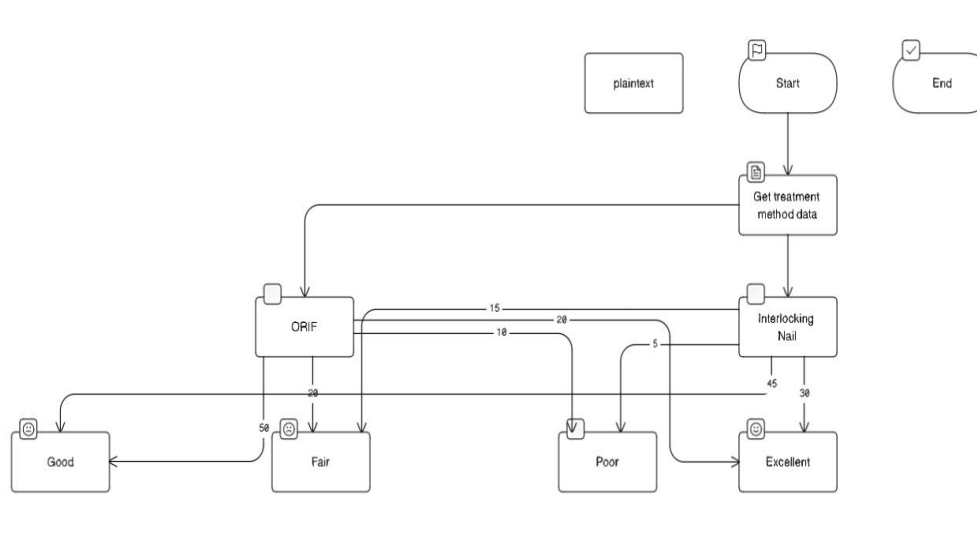 plaintext
Start
End
Get treatment
method data
ORIF
Interlocking
Nail
15
20
10
5
45
20
30
50
Good
Fair
Poor
Excellent